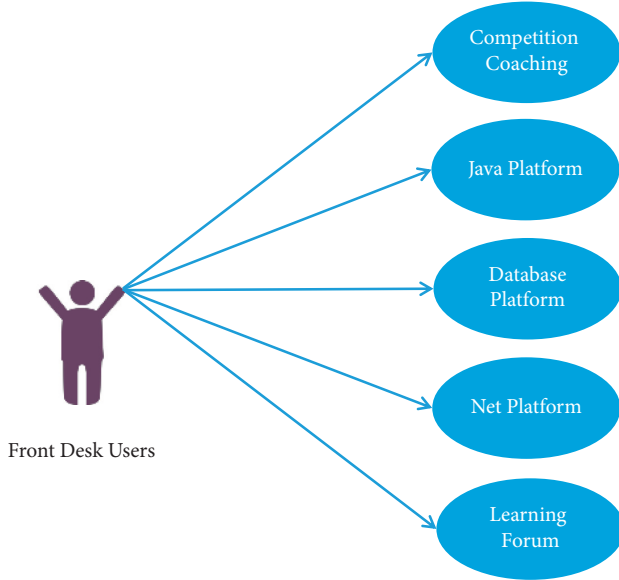 Competition
Coaching
Java Platform
Database
Platform
Net Platform
Front Desk Users
Learning
Forum